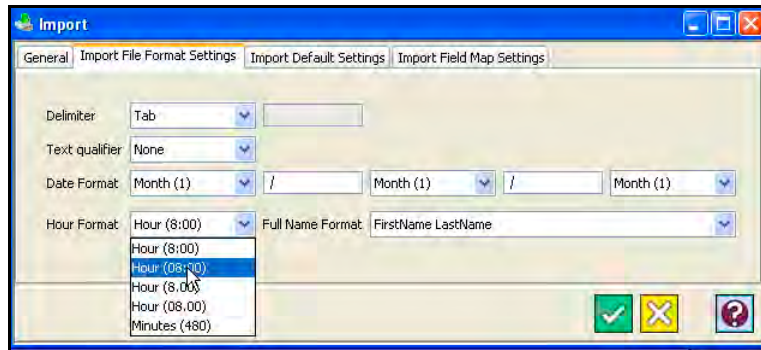 Import
General Import File Format Settings Import Default Settings Import Field Map Settings
Delimiter Tab
Text qualifier None
Date Format Month (1) / Month (1) / Month (1)
Hour Format Hour (8:00) Full Name Format FirstName LastName
Hour (8:00)
Hour (08:00)
Hour (8.00)
Hour (08.00)
Minutes (480)